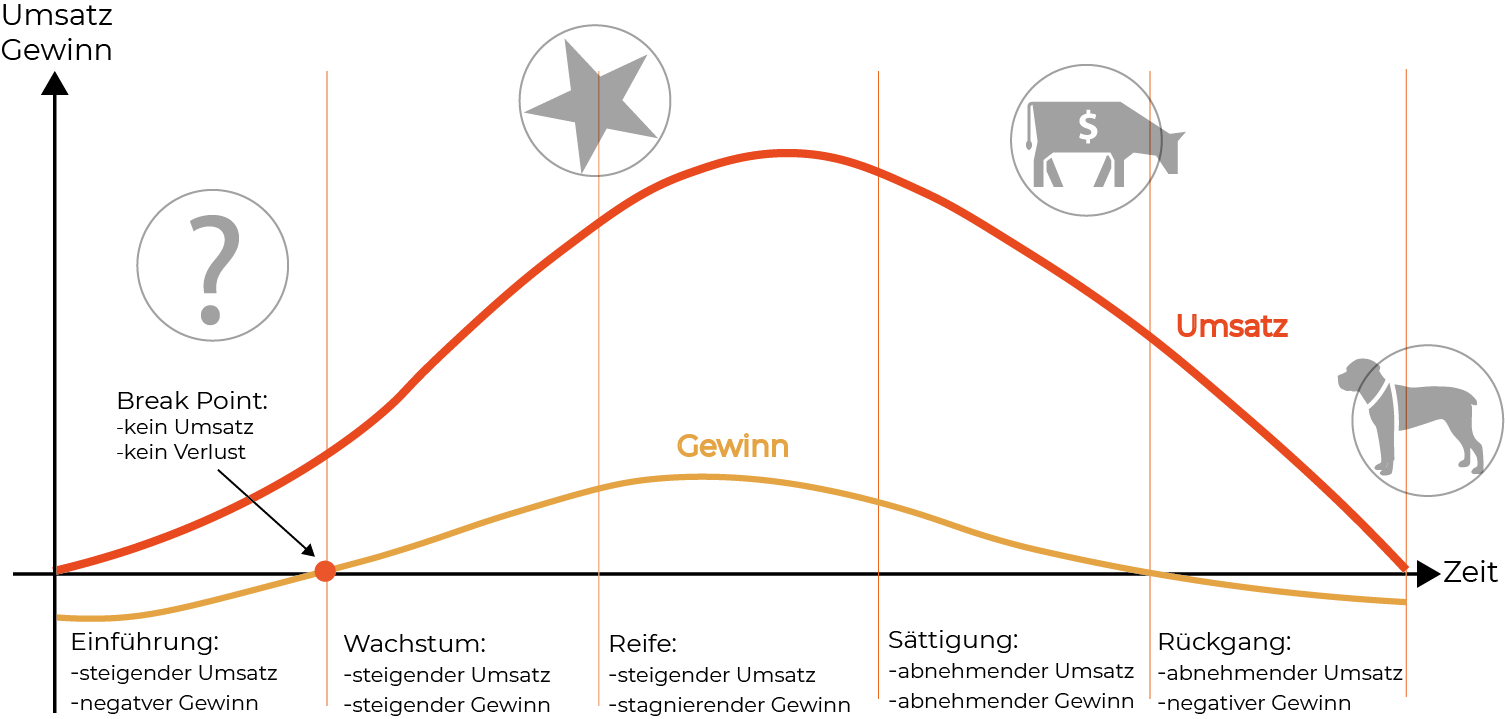 Umsatz
Gewinn
?
$
Umsatz
Break Point:
-kein Umsatz
-kein Verlust
Gewinn
Zeit
Einführung:
-steigender Umsatz
-negatver Gewinn
Wachstum:
-steigender Umsatz
-steigender Gewinn
Reife:
-steigender Umsatz
-stagnierender Gewinn
Sättigung:
-abnehmender Umsatz
-abnehmender Gewinn
Rückgang:
-abnehmender Umsatz
-negativer Gewinn